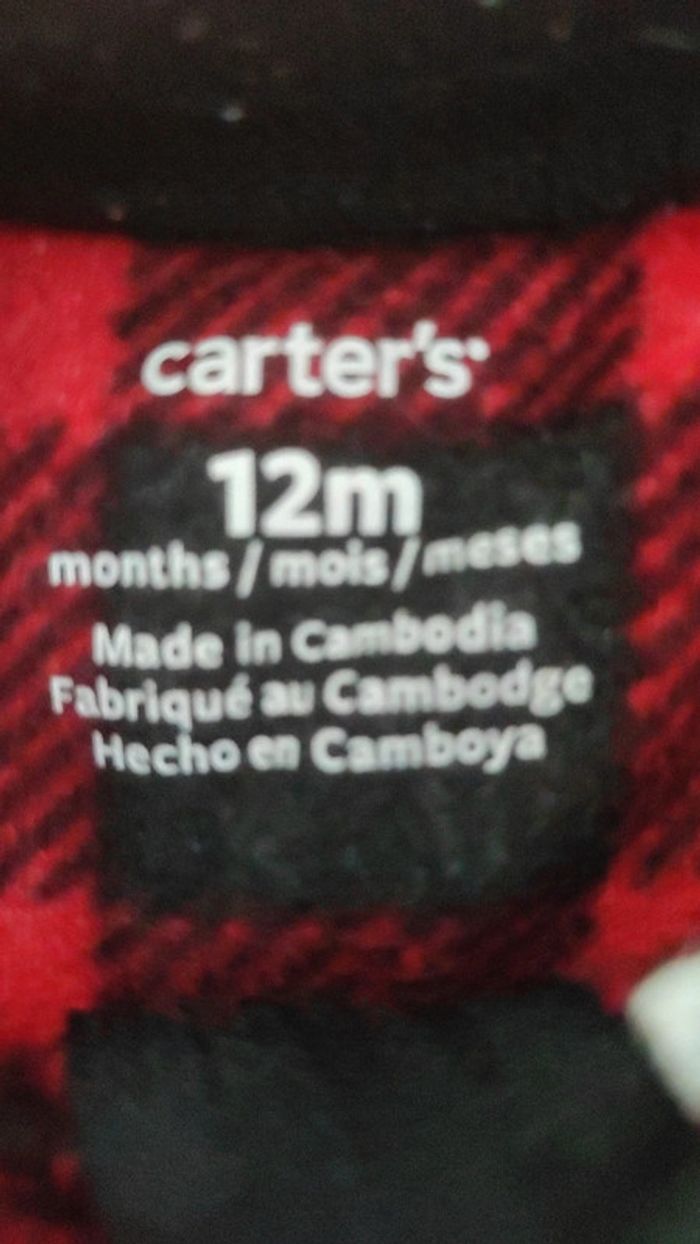 carter's
12m
months/mois/meses
Made in Cambodia
Fabriqué au Cambodge
Hecho en Camboya